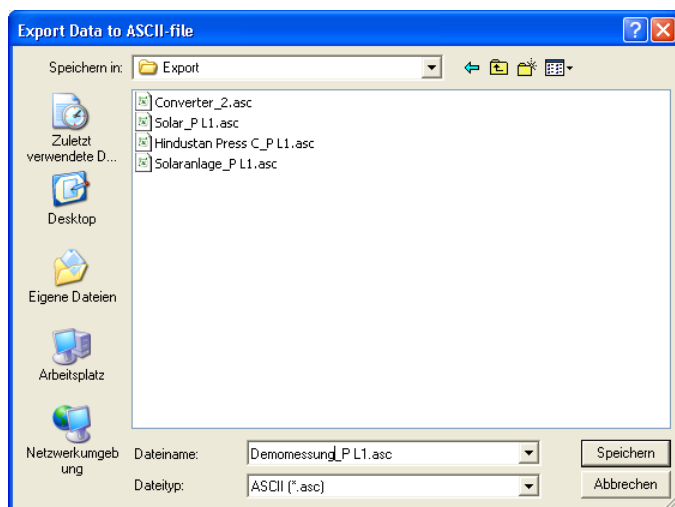 Export Data to ASCII-file
Speichern in:
Export
Zuletzt
verwendete D...
Desktop
Eigene Dateien
Arbeitsplatz
Netzwerkumgeb
ung
Converter_2.asc
Solar_P L1.asc
Hindustan Press C_P L1.asc
Solaranlage_P L1.asc
Dateiname:
Demomessung_P L1.asc
Speichern
Dateityp:
ASCII (*.asc)
Abbrechen